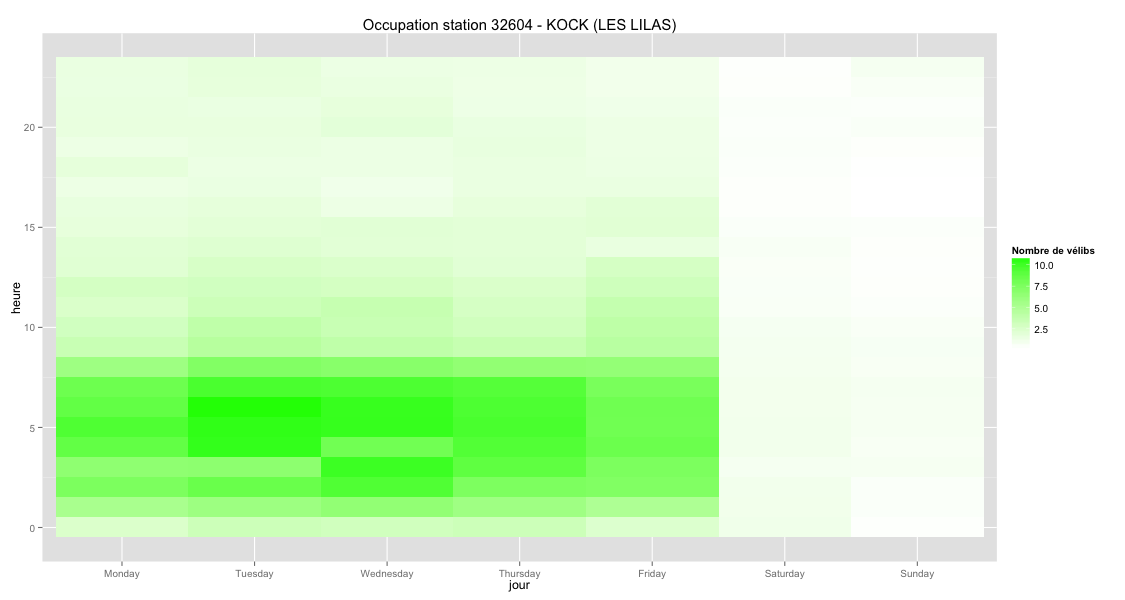 Occupation station 32604 - KOCK (LES LILAS)
20
15
10
5
0
heure
Monday Tuesday Wednesday Thursday Friday Saturday Sunday
jour
Nombre de vélibs
10.0
7.5
5.0
2.5